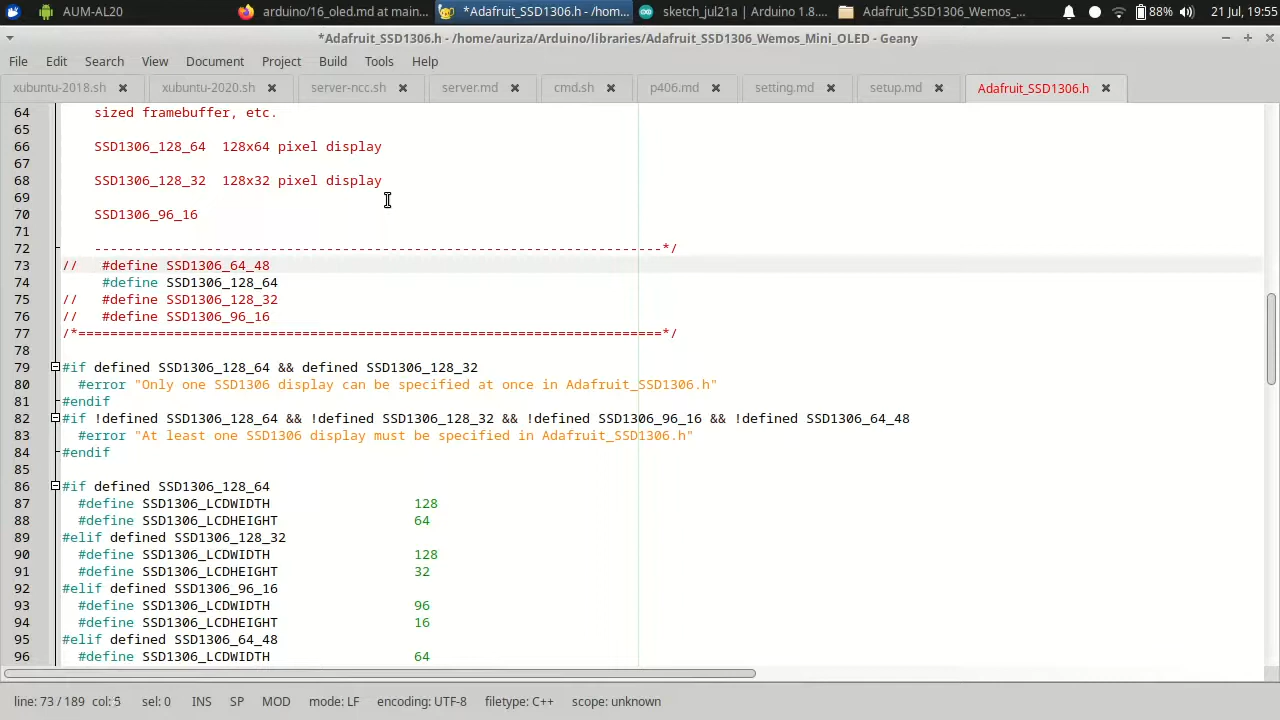 AUM-AL20
arduino/16_oled.md at main...
*Adafruit_SSD1306.h - /hom...
sketch_jul21a | Arduino 1.8....
Adafruit_SSD1306_Wemos_...
88%
21 Jul, 19:55
*Adafruit_SSD1306.h - /home/auriza/Arduino/libraries/Adafruit_SSD1306_Wemos_Mini_OLED - Geany
File Edit Search View Document Project Build Tools Help
xubuntu-2018.sh xubuntu-2020.sh server-ncc.sh server.md cmd.sh p406.md setting.md setup.md Adafruit_SSD1306.h
64 sized framebuffer, etc.
65
66 SSD1306_128_64  128x64 pixel display
67
68 SSD1306_128_32  128x32 pixel display
69
70 SSD1306_96_16
71
72 -----------------------------------------------------------------------*/
73 //   #define SSD1306_64_48
74 #define SSD1306_128_64
75 //   #define SSD1306_128_32
76 //   #define SSD1306_96_16
77 /*=========================================================================*/
78
79 #if defined SSD1306_128_64 && defined SSD1306_128_32
80 #error "Only one SSD1306 display can be specified at once in Adafruit_SSD1306.h"
81 #endif
82 #if !defined SSD1306_128_64 && !defined SSD1306_128_32 && !defined SSD1306_96_16 && !defined SSD1306_64_48
83 #error "At least one SSD1306 display must be specified in Adafruit_SSD1306.h"
84 #endif
85
86 #if defined SSD1306_128_64
87 #define SSD1306_LCDWIDTH                  128
88 #define SSD1306_LCDHEIGHT                 64
89 #elif defined SSD1306_128_32
90 #define SSD1306_LCDWIDTH                  128
91 #define SSD1306_LCDHEIGHT                 32
92 #elif defined SSD1306_96_16
93 #define SSD1306_LCDWIDTH                  96
94 #define SSD1306_LCDHEIGHT                 16
95 #elif defined SSD1306_64_48
96 #define SSD1306_LCDWIDTH                  64
line: 73 / 189 col: 5 sel: 0 INS SP MOD mode: LF encoding: UTF-8 filetype: C++ scope: unknown